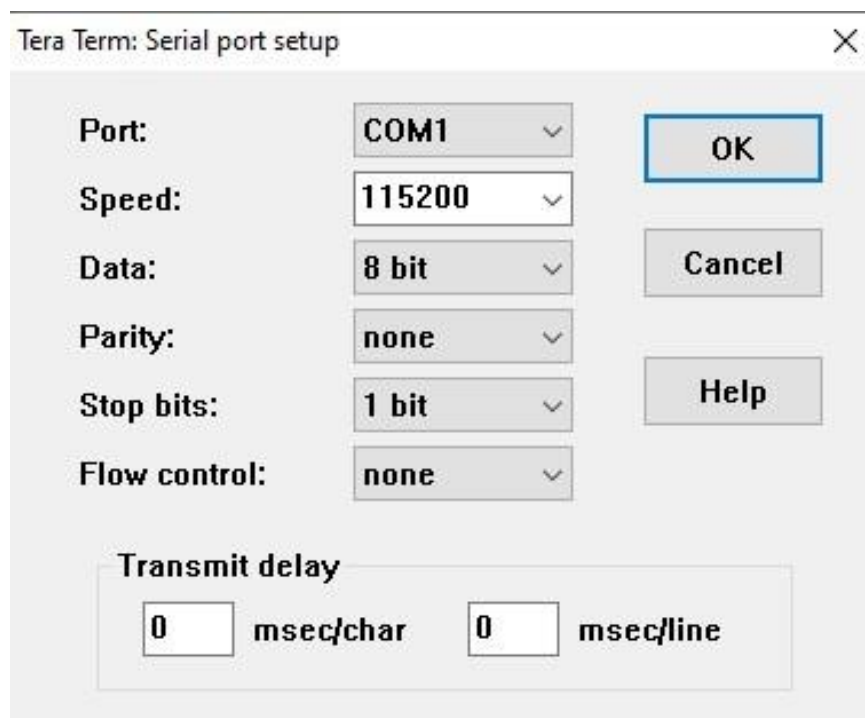 Tera Term: Serial port setup
Port: COM1
OK
Speed: 115200
Data: 8 bit
Cancel
Parity: none
Stop bits: 1 bit
Help
Flow control: none
Transmit delay
0 msec/char 0 msec/line